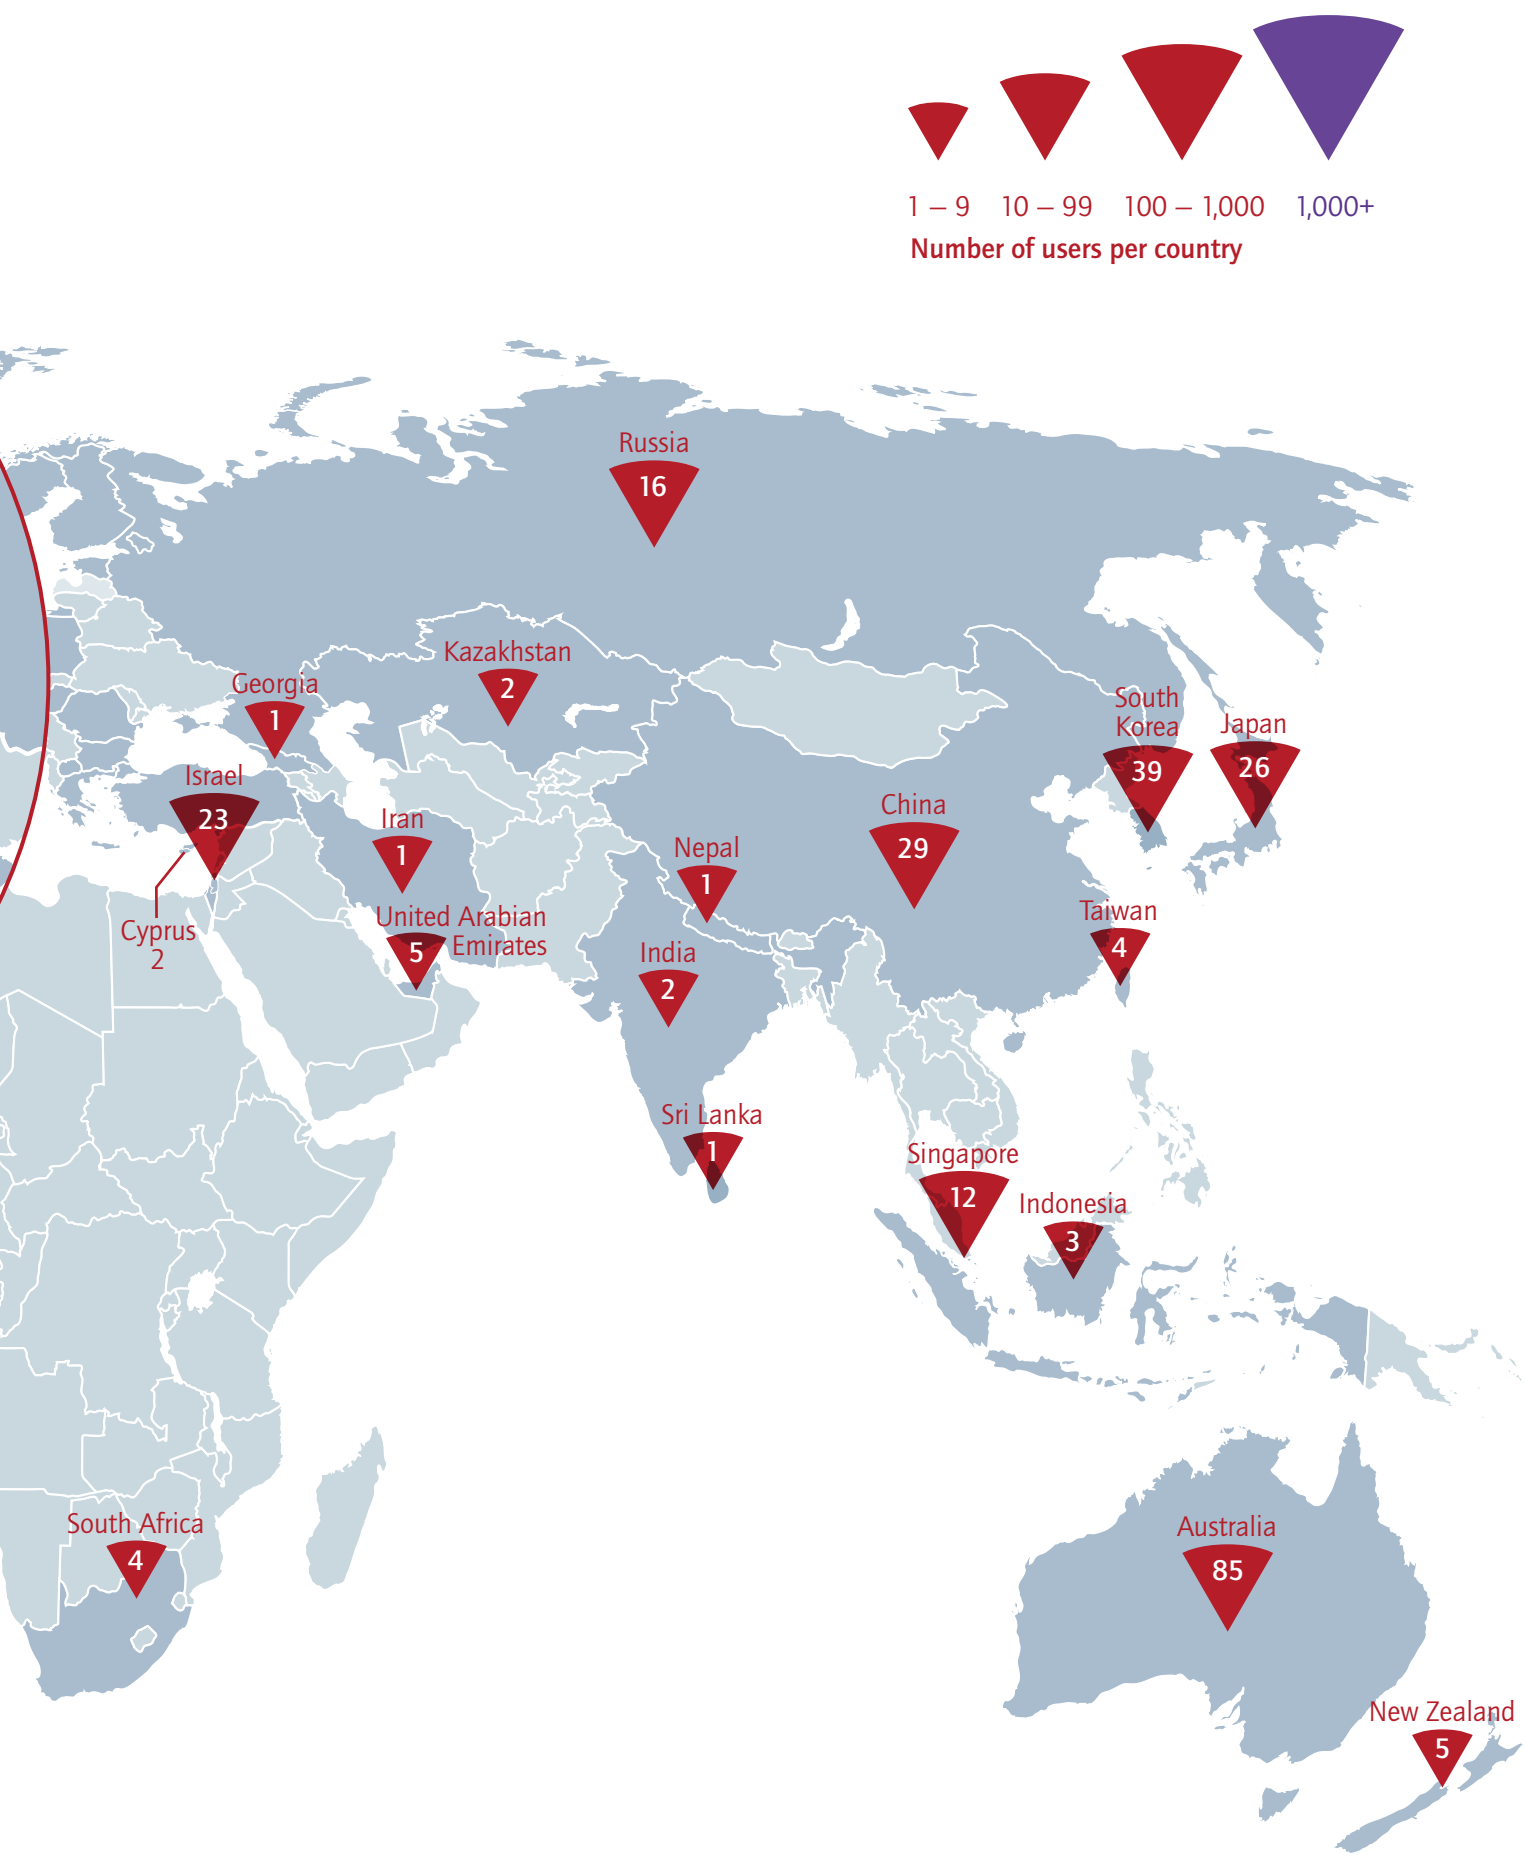 1 – 9
10 – 99
100 – 1,000
1,000+
Number of users per country
Russia
16
Kazakhstan
2
Georgia
1
South
Korea
39
Japan
26
Israel
23
Iran
1
China
29
Nepal
1
Cyprus
2
United Arabian
Emirates
5
Taiwan
4
India
2
Sri Lanka
1
Singapore
12
Indonesia
3
South Africa
4
Australia
85
New Zealand
5